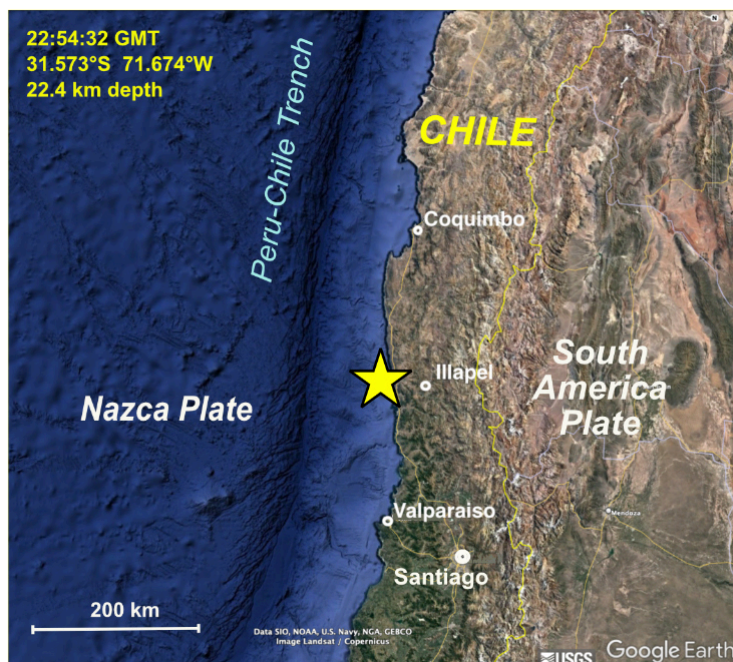 22:54:32 GMT
31.573°S  71.674°W
22.4 km depth
Peru-Chile Trench
CHILE
Coquimbo
Illapel
Nazca Plate
South
America
Plate
Valparaiso
Mendoza
Santiago
200 km
Data SIO, NOAA, U.S. Navy, NGA, GEBCO
Image Landsat / Copernicus
USGS
Google Earth
N